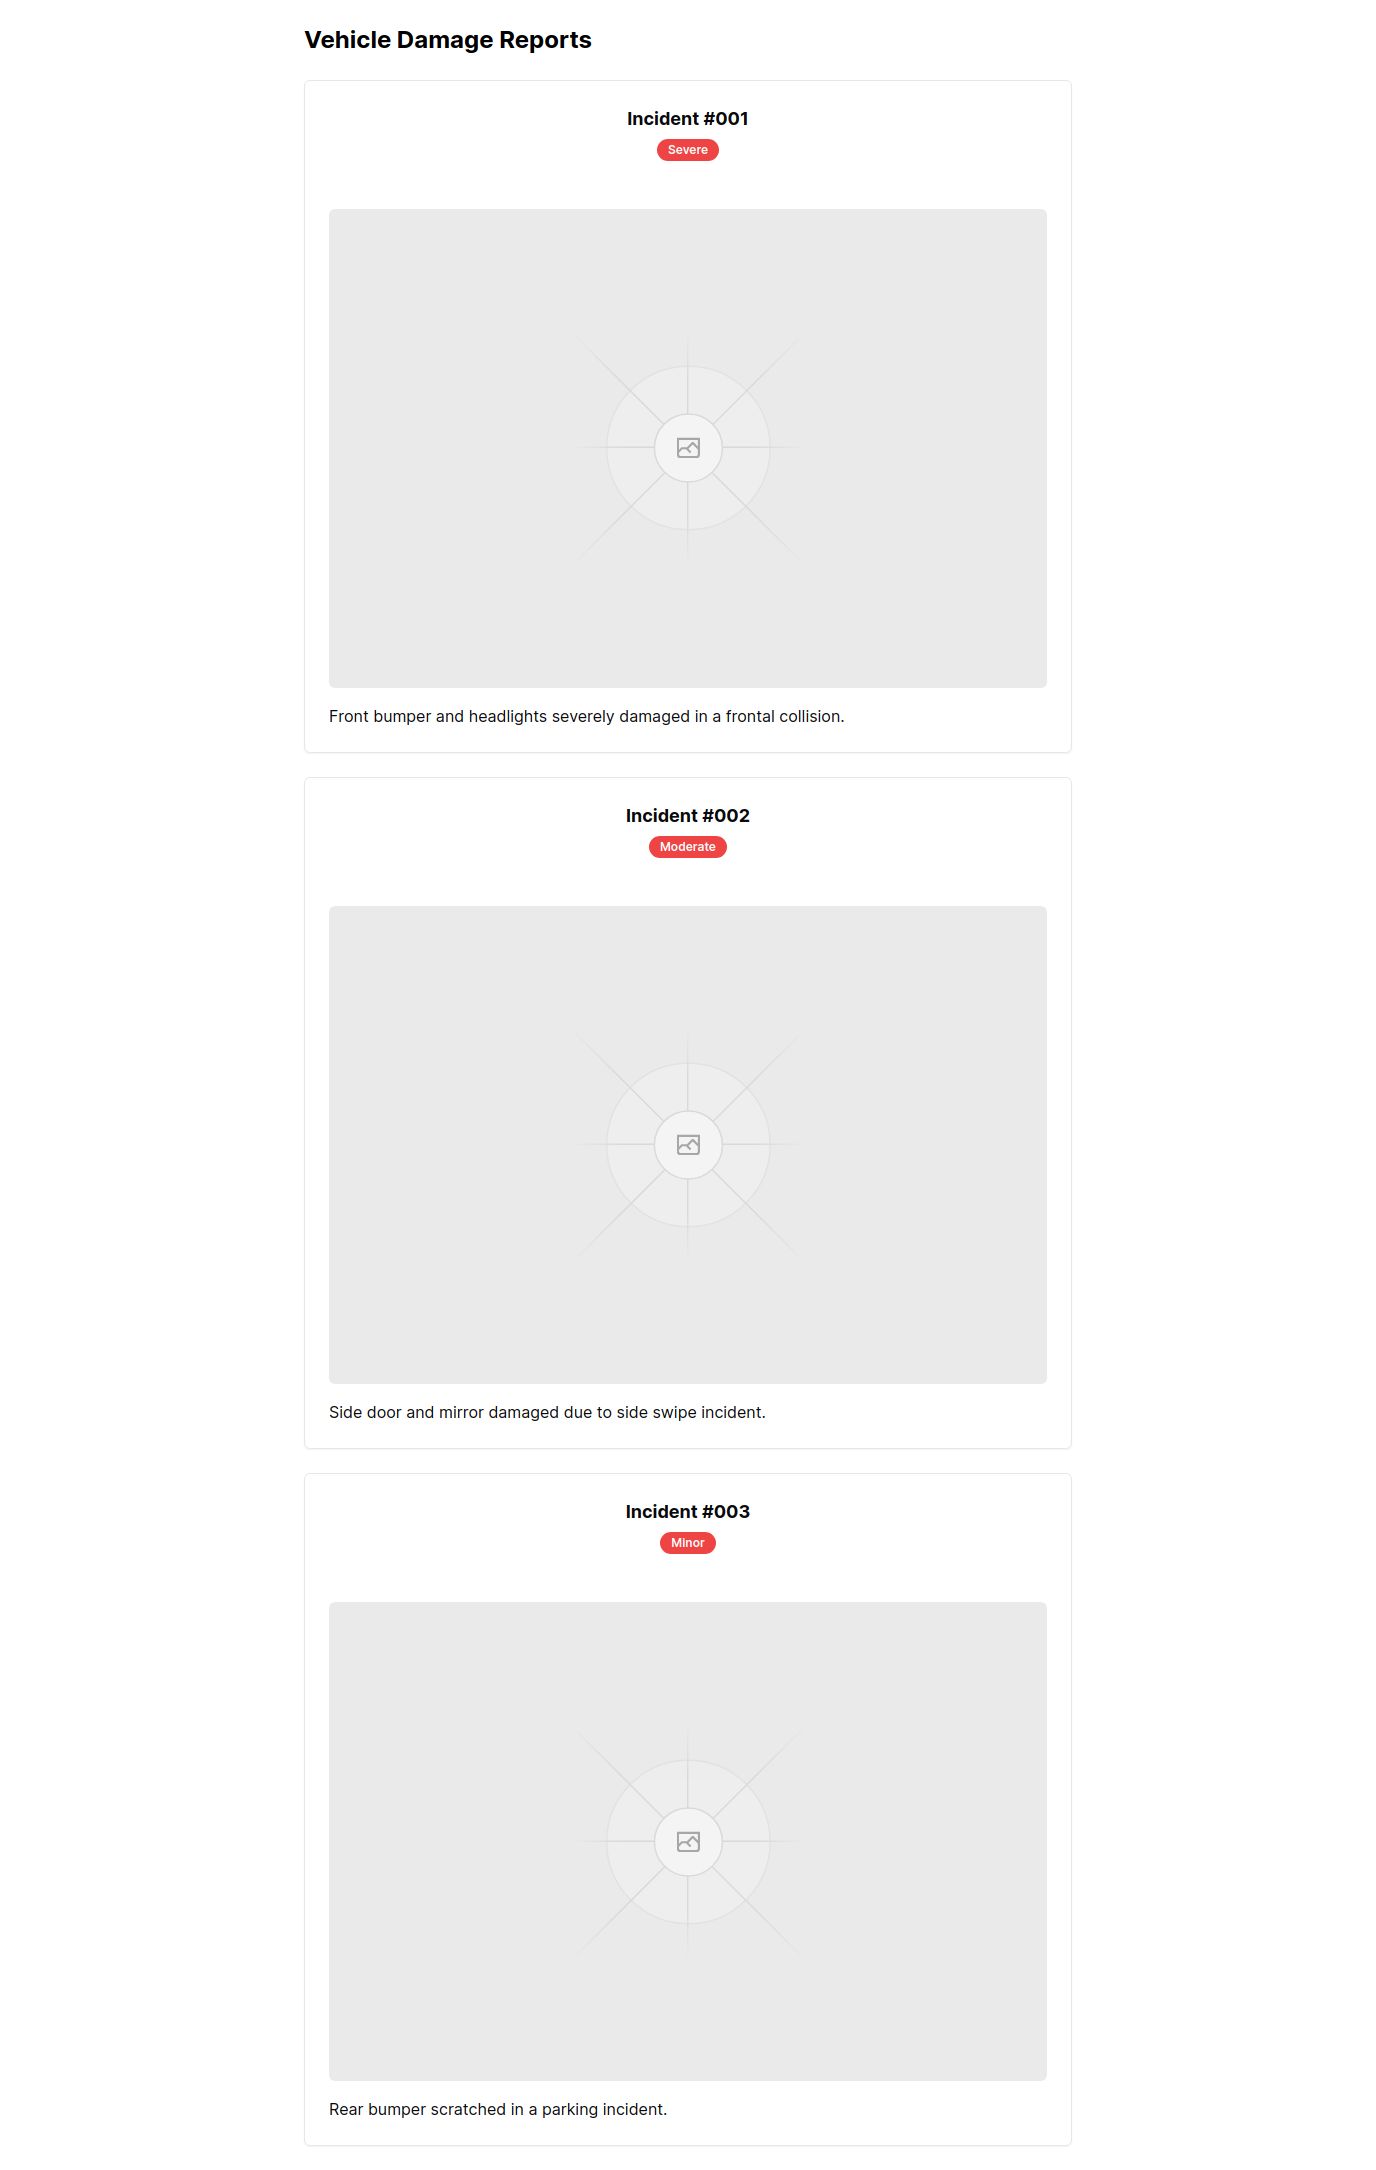 Vehicle Damage Reports
Incident #001
Severe
Front bumper and headlights severely damaged in a frontal collision.
Incident #002
Moderate
Side door and mirror damaged due to side swipe incident.
Incident #003
Minor
Rear bumper scratched in a parking incident.